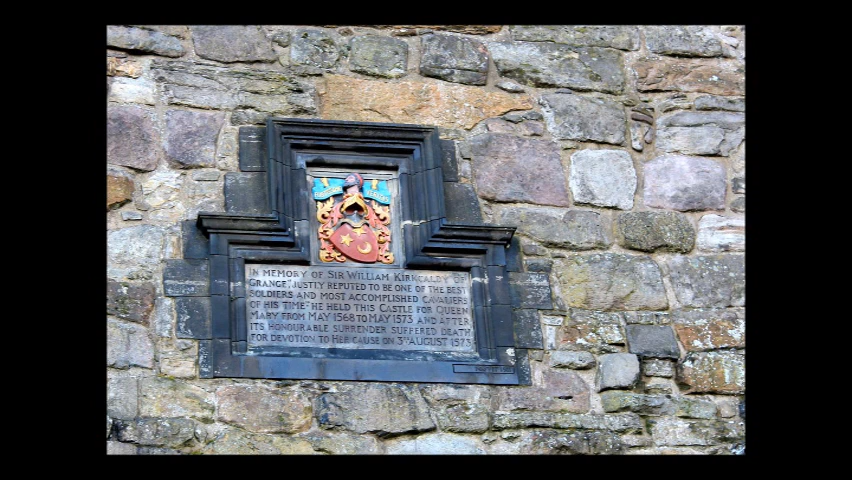 IN MEMORY OF SIR WILLIAM KIRKCALDY OF
GRANGE, "JUSTLY REPUTED TO BE ONE OF THE BEST
SOLDIERS AND MOST ACCOMPLISHED CAVALIERS
OF HIS TIME" HE HELD THIS CASTLE FOR QUEEN
MARY FROM MAY 1568 TO MAY 1573 AND AFTER
ITS HONOURABLE SURRENDER SUFFERED DEATH
FOR DEVOTION TO HER CAUSE ON 3RD AUGUST 1573